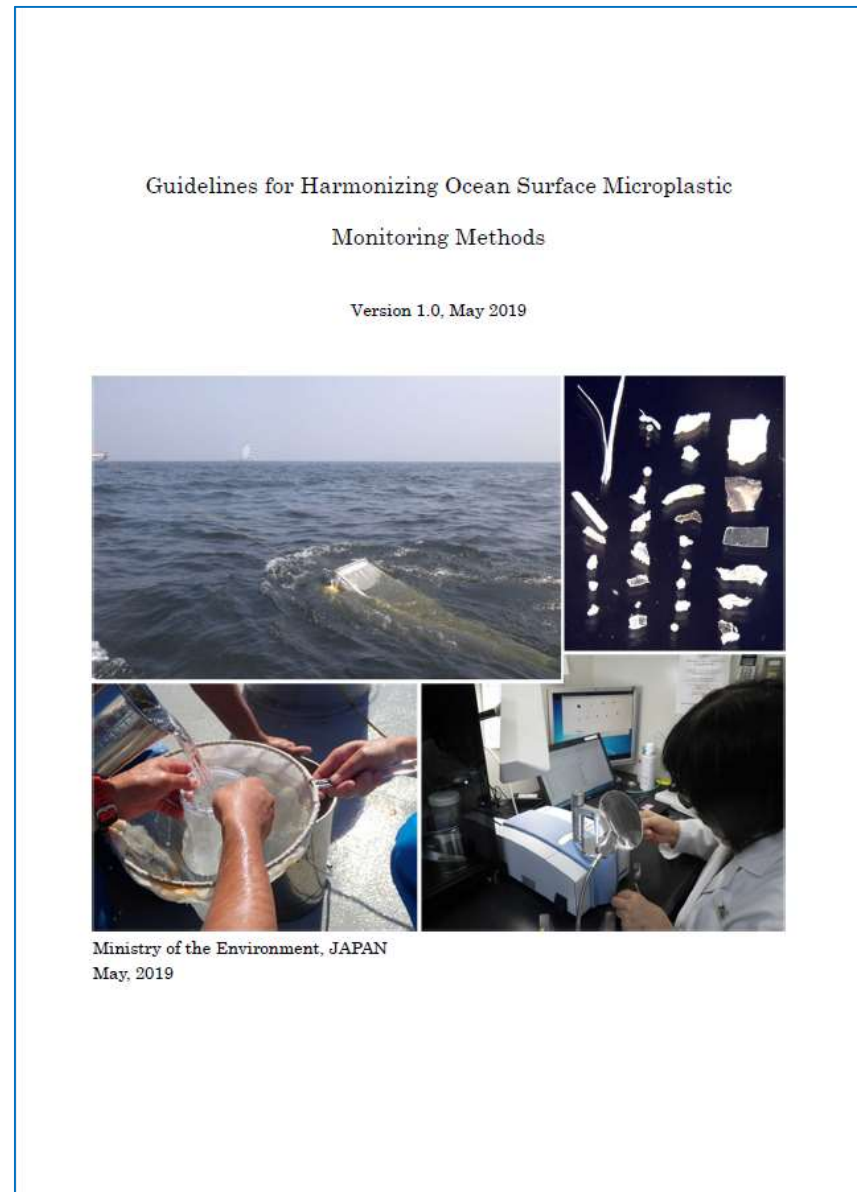 Guidelines for Harmonizing Ocean Surface Microplastic
Monitoring Methods
Version 1.0, May 2019
Ministry of the Environment, JAPAN
May, 2019